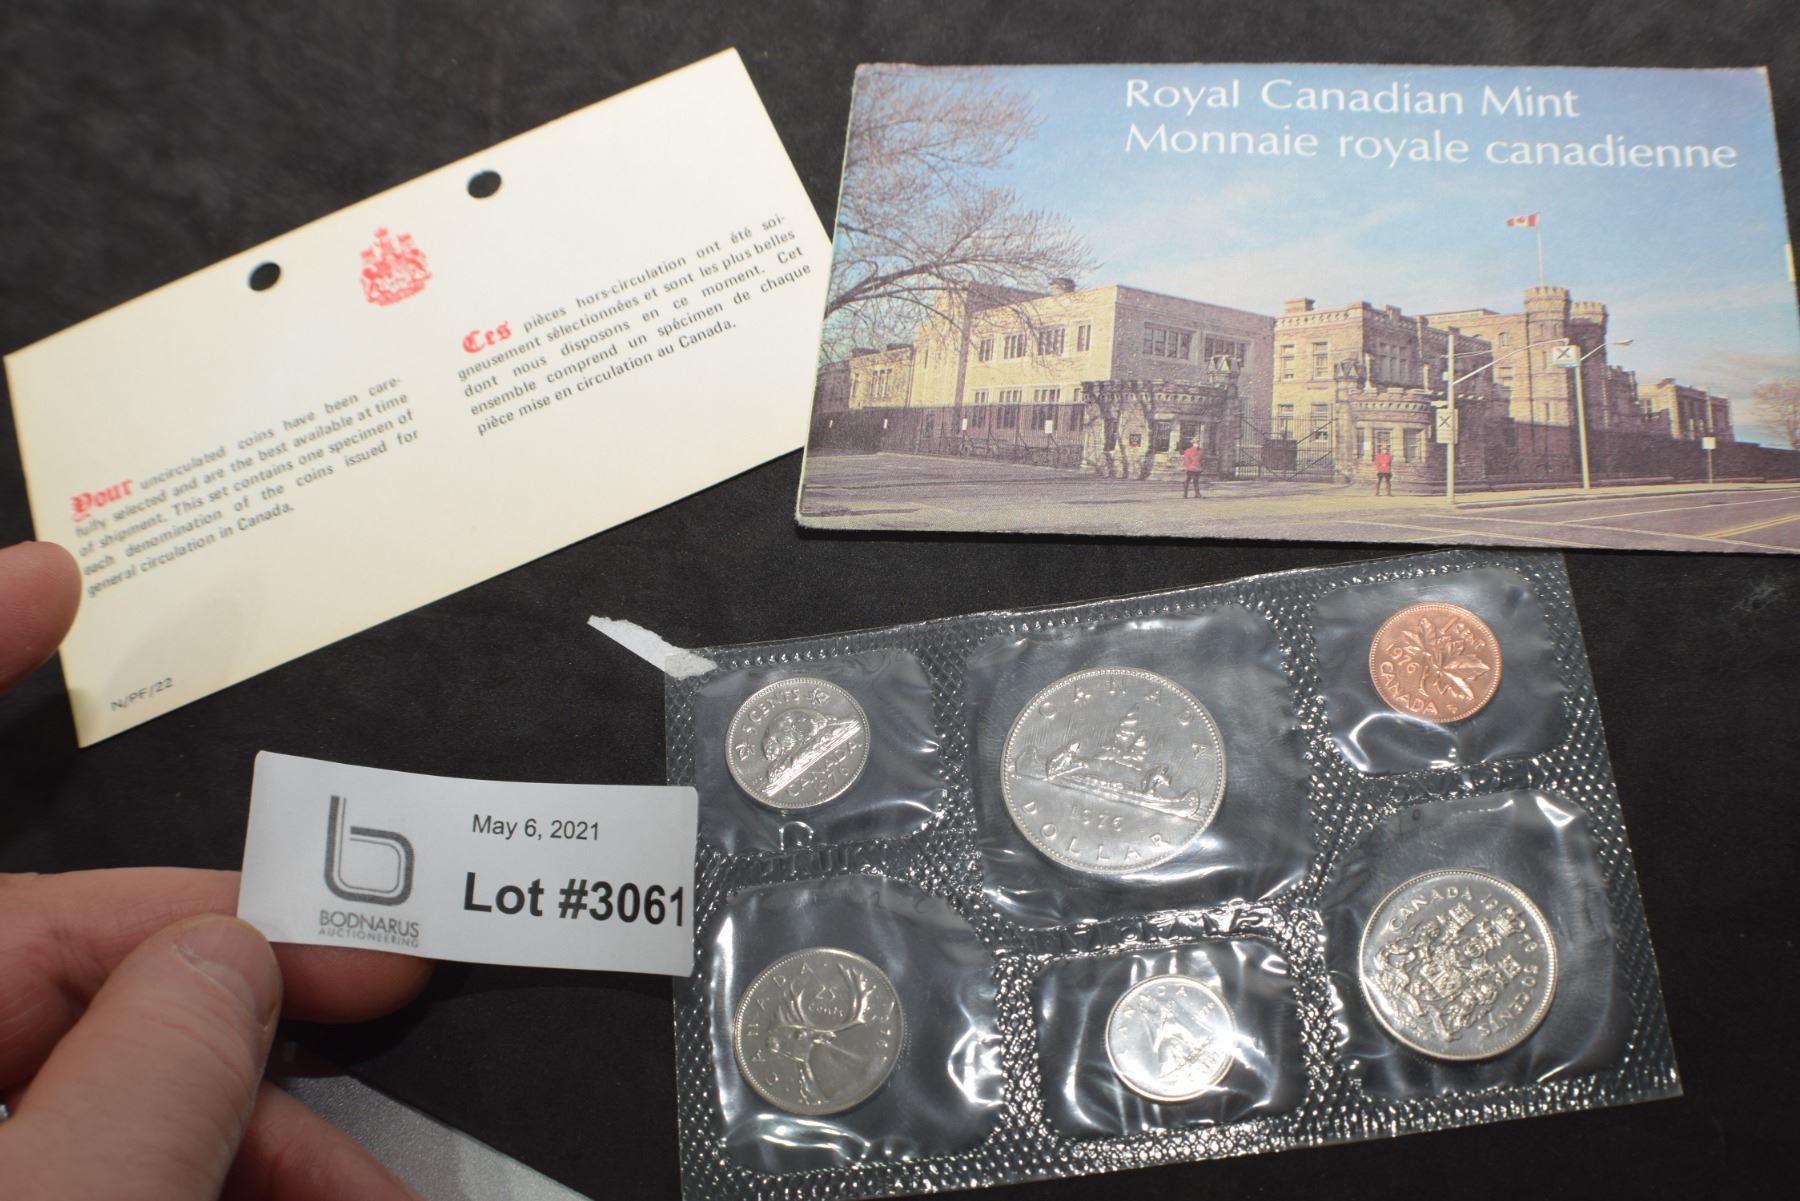 Royal Canadian Mint
Monnaie royale canadienne
Your uncirculated coins have been care-
fully selected and are the best available at time
of shipment. This set contains one specimen of
each denomination of the coins issued for
general circulation in Canada.
Ces pièces hors-circulation ont été soi-
gneusement sélectionnées et sont les plus belles
dont nous disposons en ce moment. Cet
ensemble comprend un spécimen de chaque
pièce mise en circulation au Canada.
N/PF/22
May 6, 2021
Lot #3061
BODNARUS
AUCTIONEERING
5 CENTS
CANADA
1976
CANADA
1976
DOLLAR
1 CENT
1976
CANADA
CANADA
25
cents
CANADA
CANADA 1976
50 CENTS